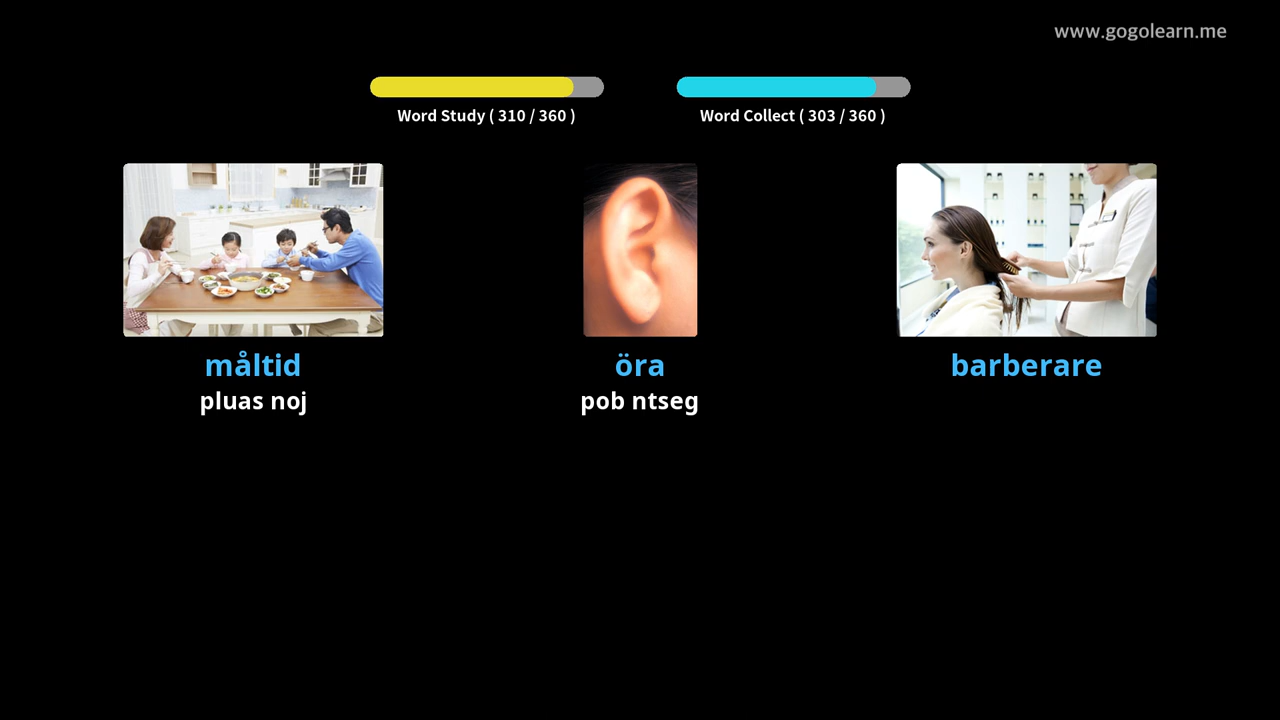 www.gogolearn.me
Word Study ( 310 / 360 )
Word Collect ( 303 / 360 )
måltid
pluas noj
öra
pob ntseg
barberare